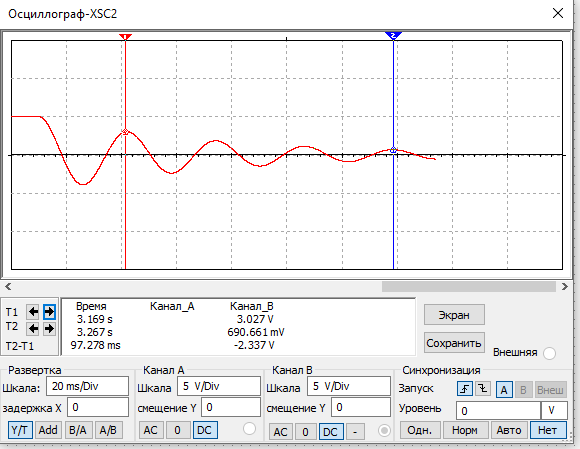 Осциллограф-XSC2
1 2
T1
T2
T2-T1
Время Канал_A Канал_B
3.169 s 3.027 V
3.267 s 690.661 mV
97.278 ms -2.337 V
Экран
Сохранить
Внешняя
Развертка
Шкала: 20 ms/Div
задержка X 0
Y/T Add B/A A/B
Канал A
Шкала 5 V/Div
смещение Y 0
AC 0 DC
Канал B
Шкала 5 V/Div
смещение Y 0
AC 0 DC -
Синхронизация
Запуск A B Внеш
Уровень 0 V
Одн. Норм Авто Нет